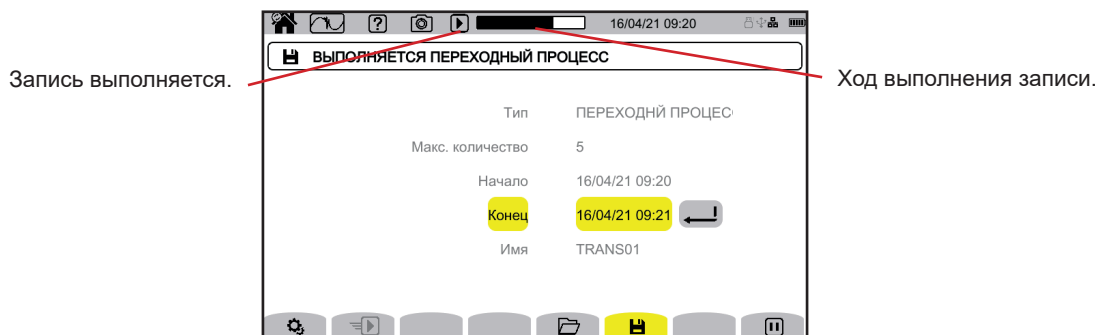 16/04/21 09:20
ВЫПОЛНЯЕТСЯ ПЕРЕХОДНЫЙ ПРОЦЕСС
Запись выполняется.
Ход выполнения записи.
Тип ПЕРЕХОДНЙ ПРОЦЕС
Макс. количество 5
Начало 16/04/21 09:20
Конец 16/04/21 09:21
Имя TRANS01